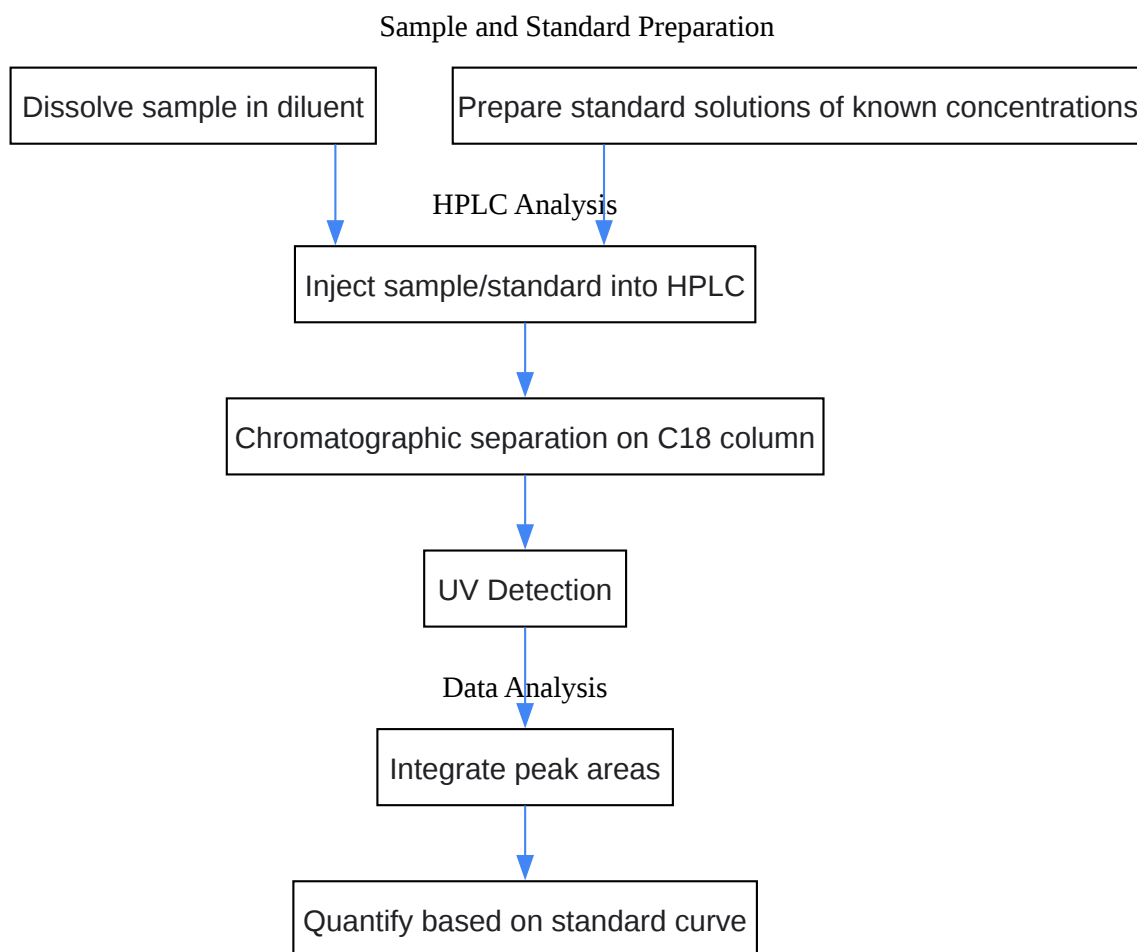 Sample and Standard Preparation
Dissolve sample in diluent
Prepare standard solutions of known concentrations
HPLC Analysis
Inject sample/standard into HPLC
Chromatographic separation on C18 column
UV Detection
Data Analysis
Integrate peak areas
Quantify based on standard curve